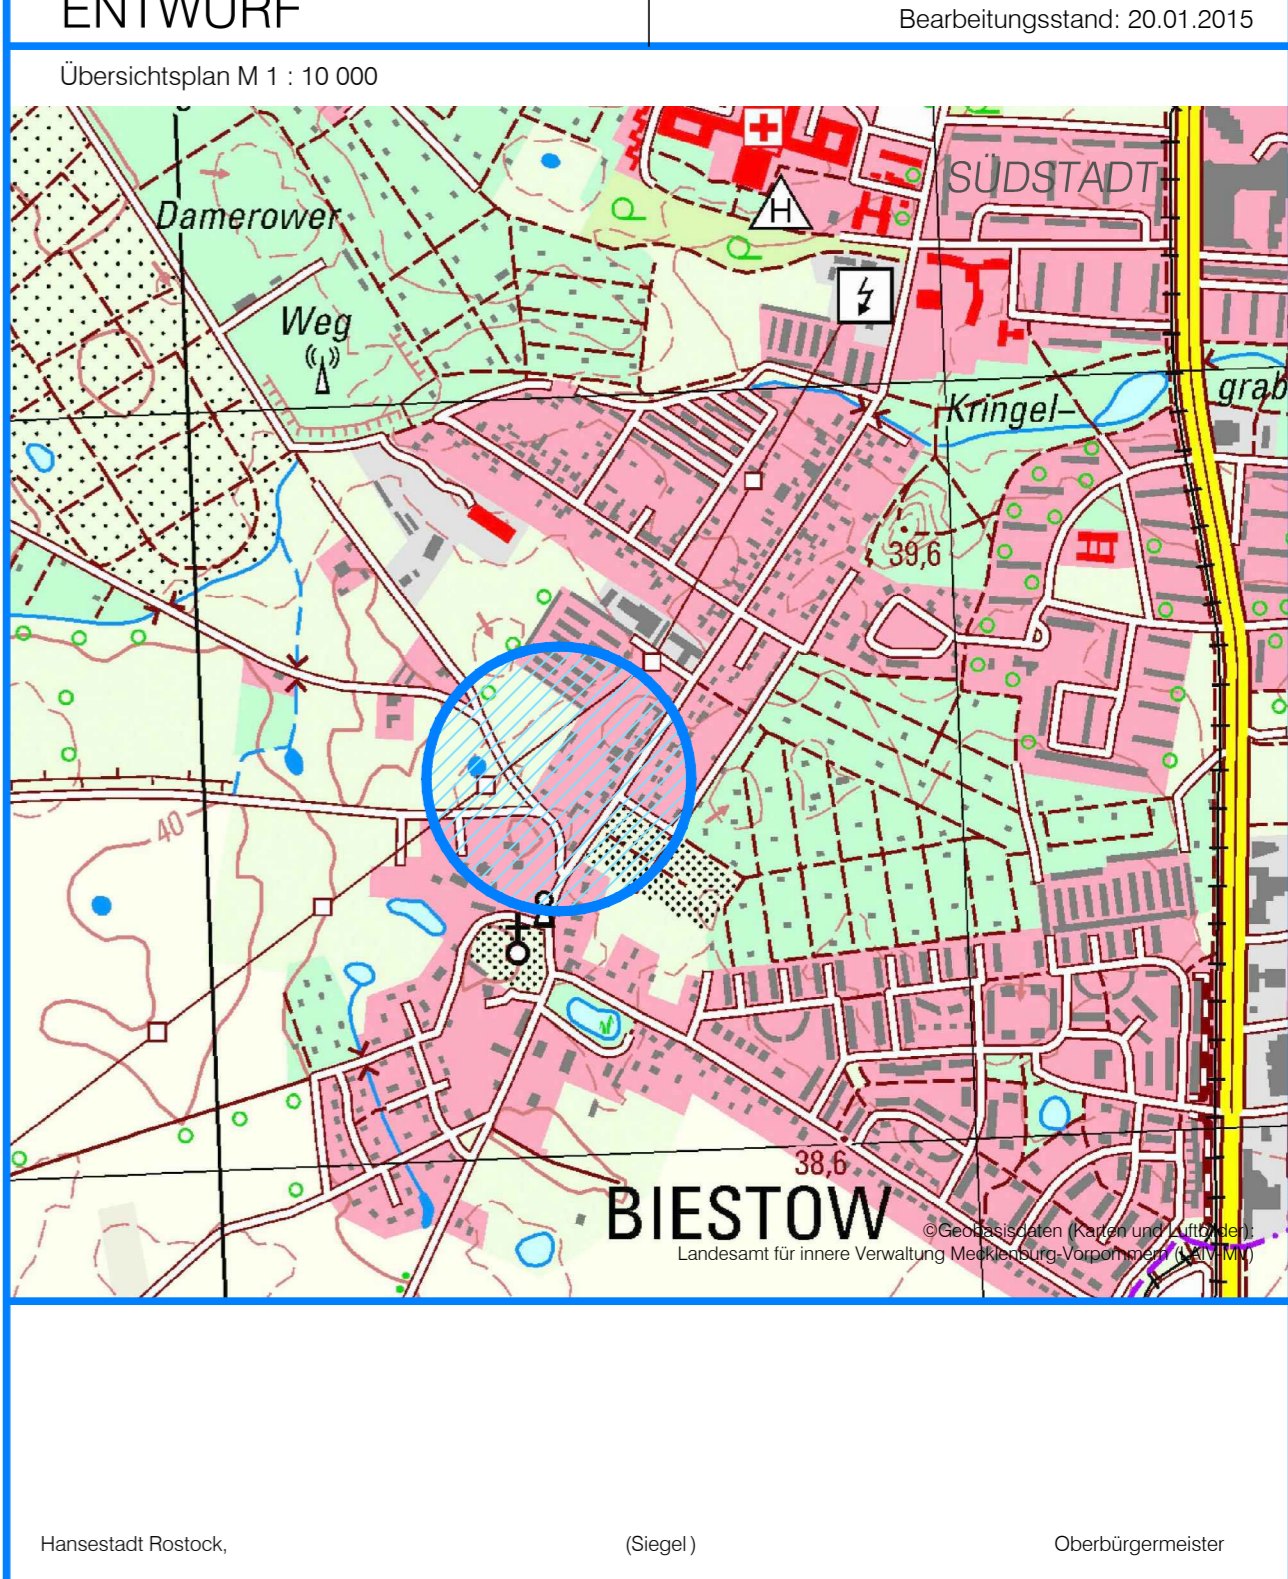 ENTWURF
Bearbeitungsstand: 20.01.2015
Übersichtsplan M 1 : 10 000
SÜDSTADT
Damerower
H
Weg
Kringel–
grab
39,6
40
38,6
BIESTOW
©Geobasisdaten (Karten und Luftbilder):
Landesamt für innere Verwaltung Mecklenburg-Vorpommern (LAiV-MV)
Hansestadt Rostock,
(Siegel)
Oberbürgermeister